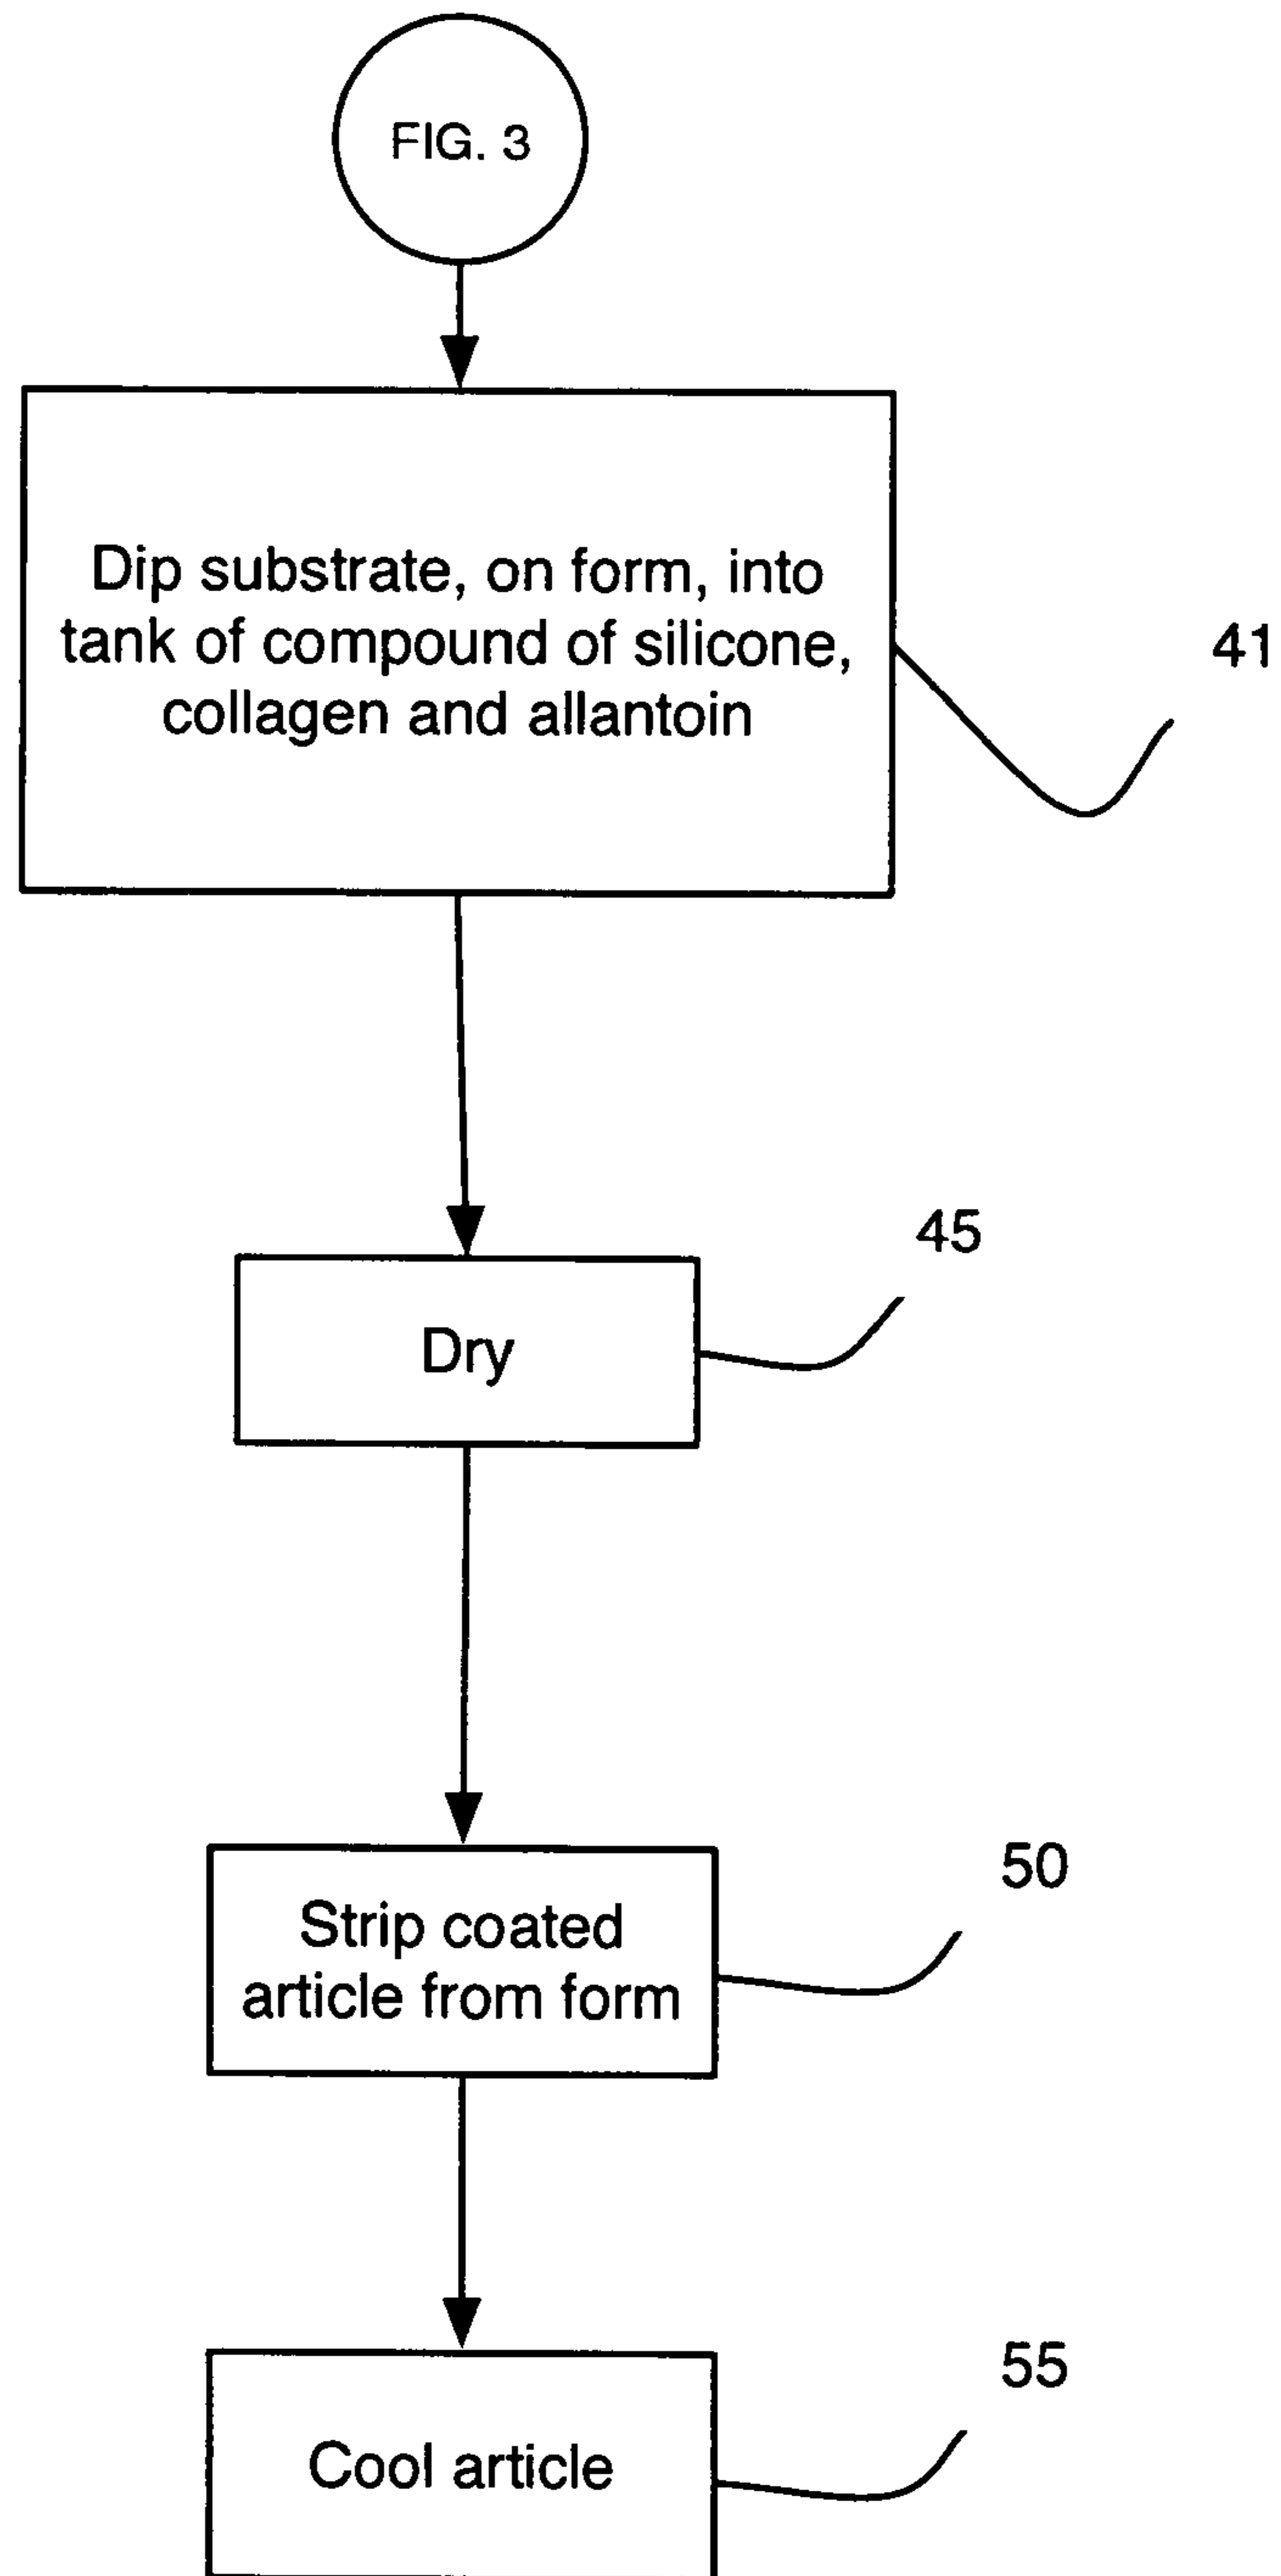 FIG. 3
Dip substrate, on form, into
tank of compound of silicone,
collagen and allantoin
41
45
Dry
50
Strip coated
article from form
55
Cool article